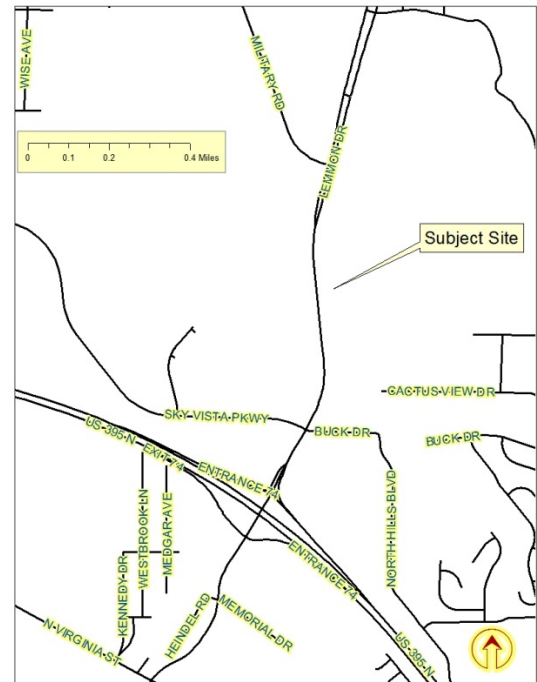 WISE AVE
MILITARY RD
0 0.1 0.2 0.4 Miles
LEMMON DR
Subject Site
CACTUS VIEW DR
SKY VISTA PKWY
BUCK DR
BUCK DR
US-395-N
EXIT 74
ENTRANCE 74
NORTH HILLS BLVD
WESTBROOK LN
MEDGAR AVE
KENNEDY DR
ENTRANCE 74
HEINDEL RD
MEMORIAL DR
N VIRGINIA ST
US-395-N